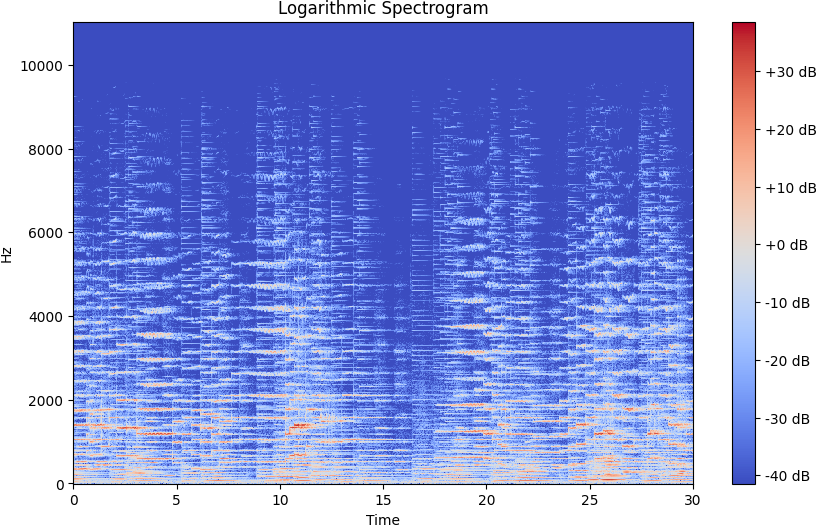 Logarithmic Spectrogram
Hz
10000
8000
6000
4000
2000
0
0 5 10 15 20 25 30
Time
+30 dB
+20 dB
+10 dB
+0 dB
-10 dB
-20 dB
-30 dB
-40 dB